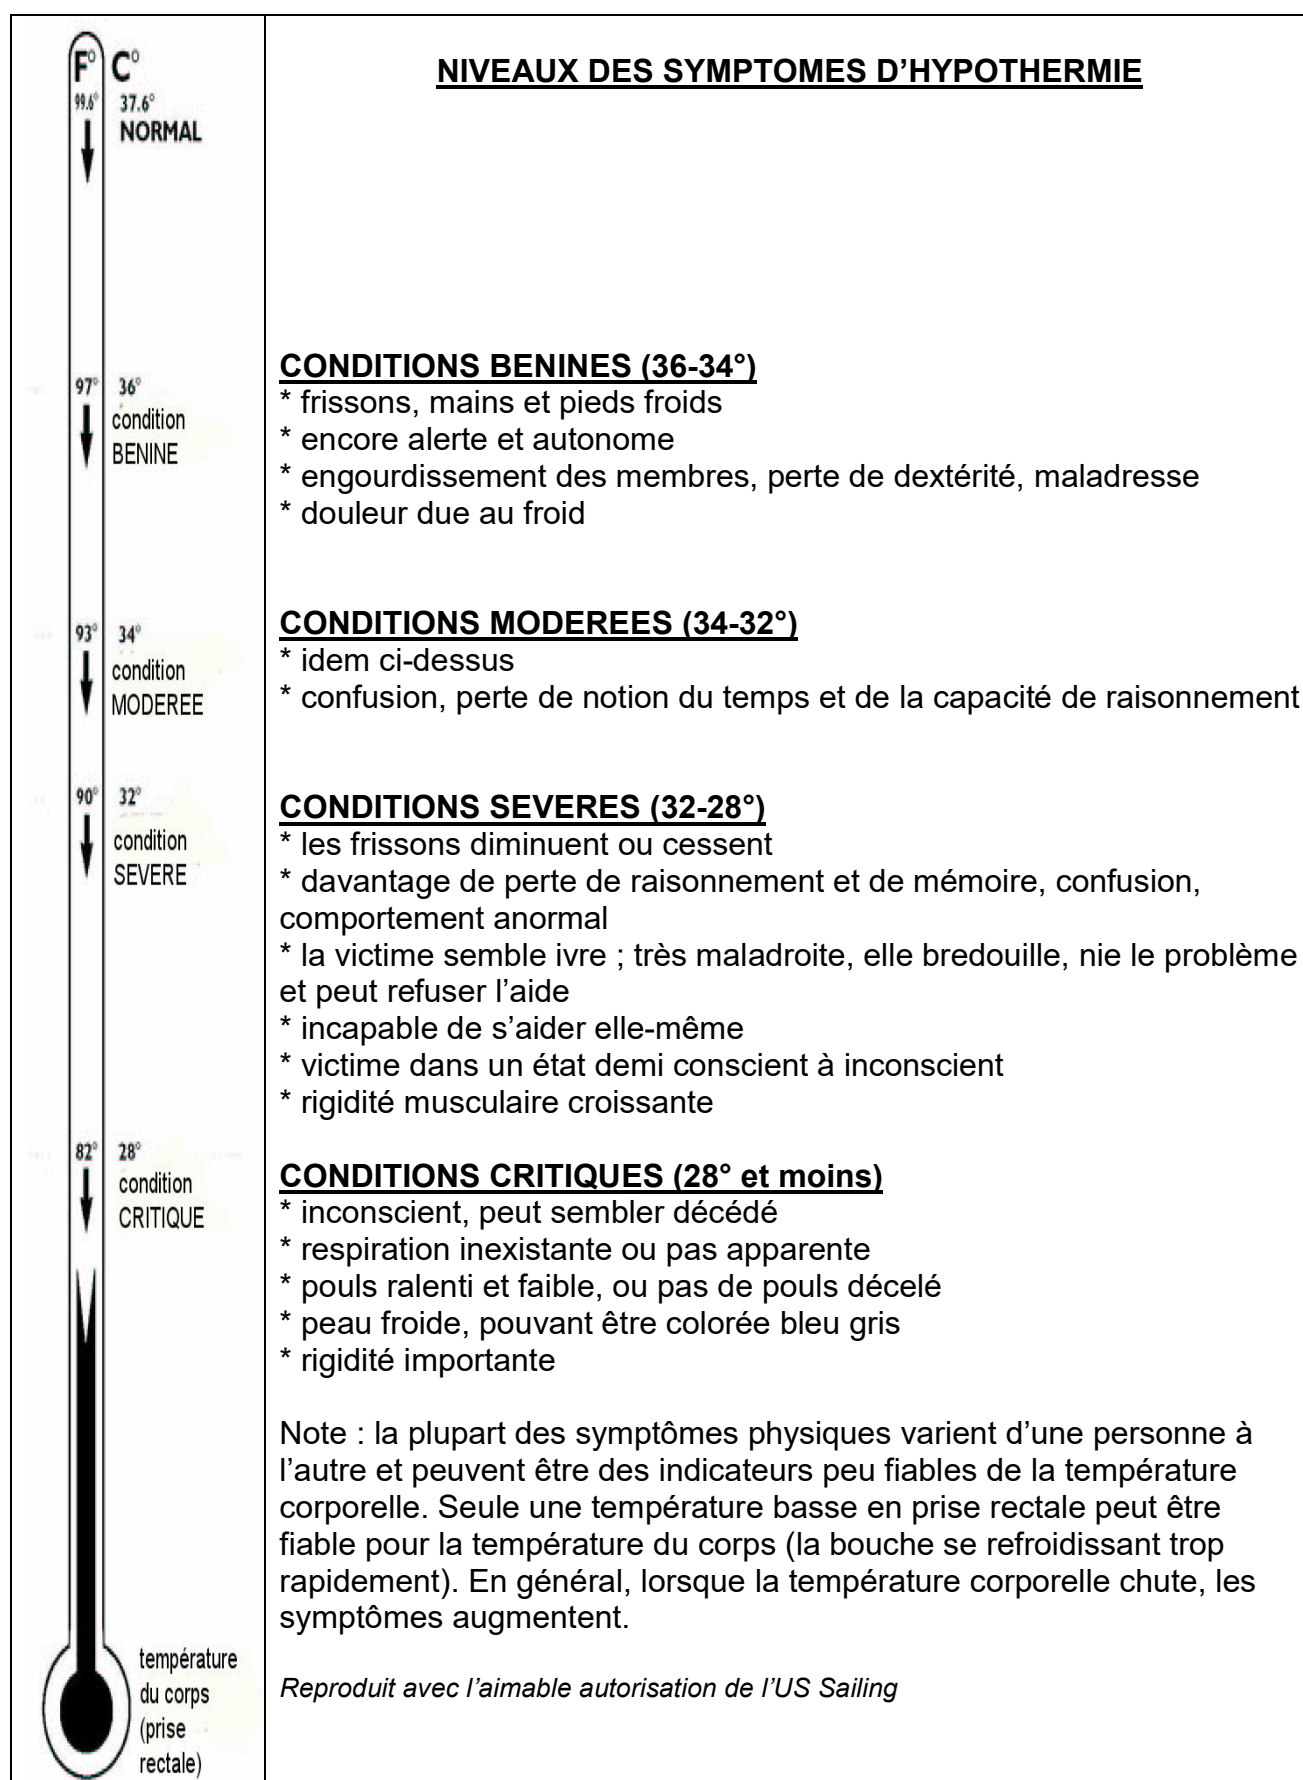 F° C°
99.6° 37.6°
NORMAL
97° 36°
condition
BENINE
93° 34°
condition
MODEREE
90° 32°
condition
SEVERE
82° 28°
condition
CRITIQUE
température
du corps
(prise
rectale)
NIVEAUX DES SYMPTOMES D’HYPOTHERMIE
CONDITIONS BENINES (36-34°)
* frissons, mains et pieds froids
* encore alerte et autonome
* engourdissement des membres, perte de dextérité, maladresse
* douleur due au froid
CONDITIONS MODEREES (34-32°)
* idem ci-dessus
* confusion, perte de notion du temps et de la capacité de raisonnement
CONDITIONS SEVERES (32-28°)
* les frissons diminuent ou cessent
* davantage de perte de raisonnement et de mémoire, confusion,
comportement anormal
* la victime semble ivre ; très maladroite, elle bredouille, nie le problème
et peut refuser l’aide
* incapable de s’aider elle-même
* victime dans un état demi conscient à inconscient
* rigidité musculaire croissante
CONDITIONS CRITIQUES (28° et moins)
* inconscient, peut sembler décédé
* respiration inexistante ou pas apparente
* pouls ralenti et faible, ou pas de pouls décelé
* peau froide, pouvant être colorée bleu gris
* rigidité importante
Note : la plupart des symptômes physiques varient d’une personne à
l’autre et peuvent être des indicateurs peu fiables de la température
corporelle. Seule une température basse en prise rectale peut être
fiable pour la température du corps (la bouche se refroidissant trop
rapidement). En général, lorsque la température corporelle chute, les
symptômes augmentent.
Reproduit avec l’aimable autorisation de l’US Sailing